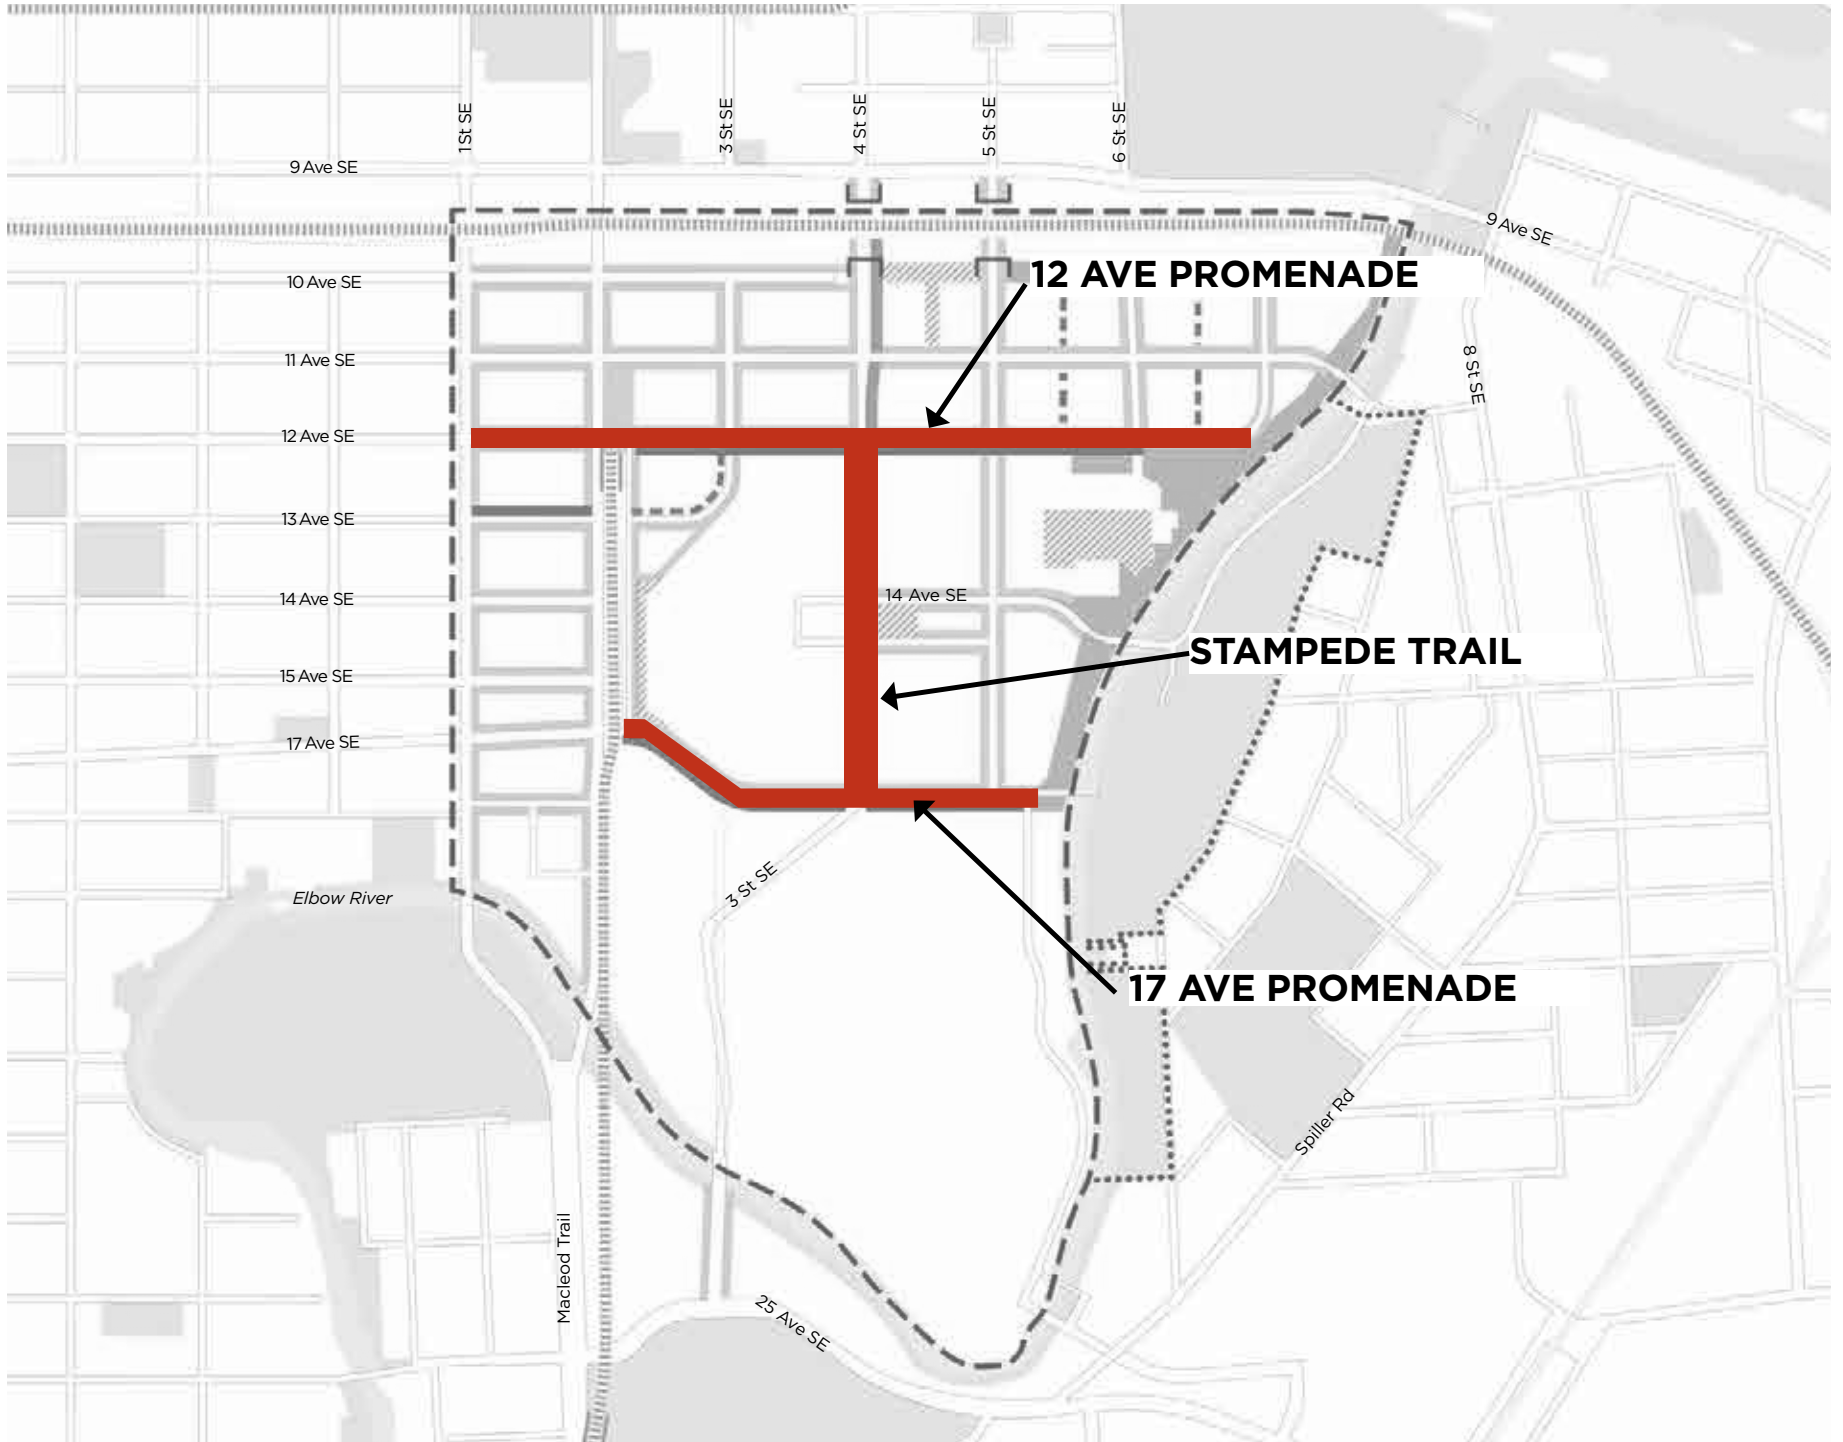 1 St SE
3 St SE
4 St SE
5 St SE
6 St SE
9 Ave SE
9 Ave SE
12 AVE PROMENADE
10 Ave SE
11 Ave SE
8 St SE
12 Ave SE
13 Ave SE
14 Ave SE
14 Ave SE
STAMPEDE TRAIL
15 Ave SE
17 Ave SE
3 St SE
Elbow River
17 AVE PROMENADE
Spiller Rd
Macleod Trail
25 Ave SE